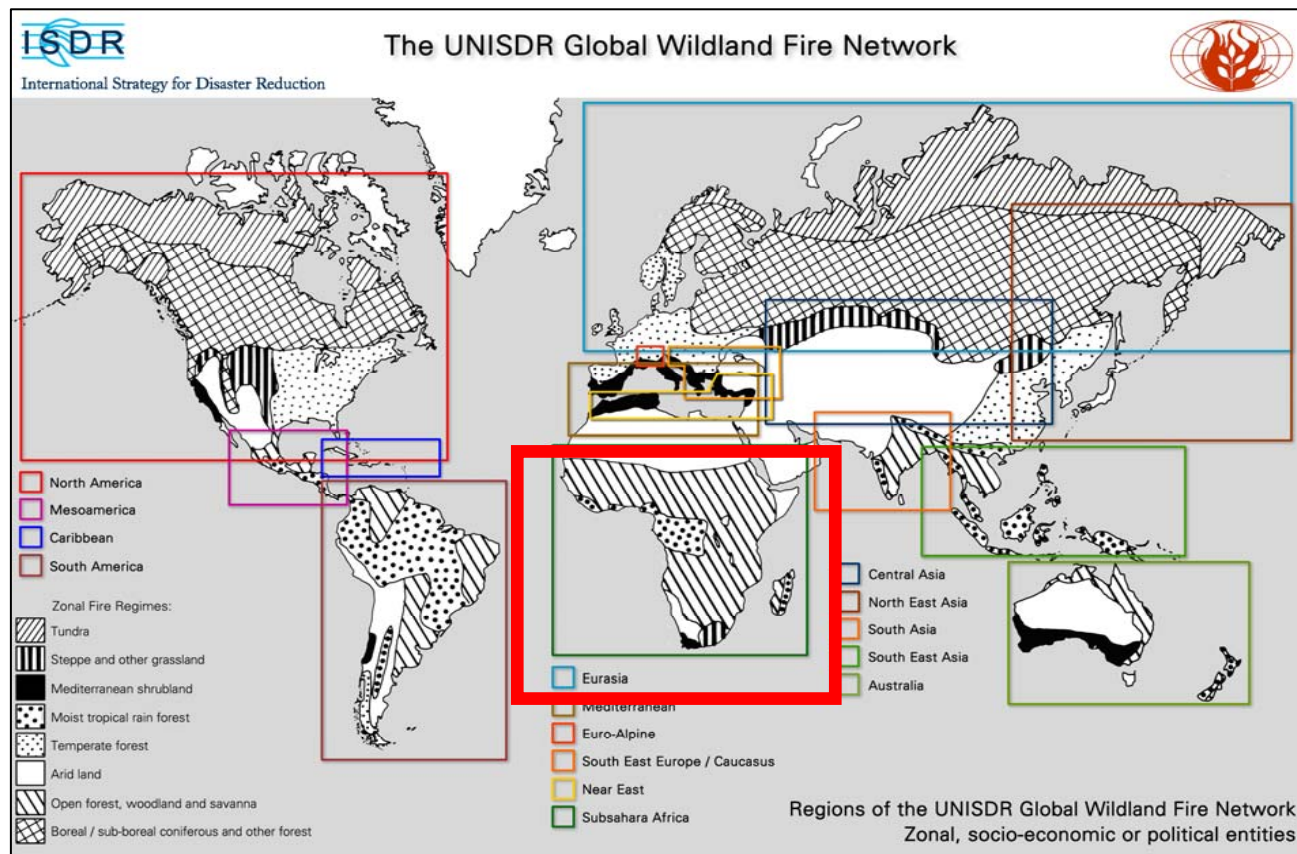 ISDR
International Strategy for Disaster Reduction
The UNISDR Global Wildland Fire Network
North America
Mesoamerica
Caribbean
South America
Zonal Fire Regimes:
Tundra
Steppe and other grassland
Mediterranean shrubland
Moist tropical rain forest
Temperate forest
Arid land
Open forest, woodland and savanna
Boreal / sub-boreal coniferous and other forest
Eurasia
Mediterranean
Euro-Alpine
South East Europe / Caucasus
Near East
Subsahara Africa
Central Asia
North East Asia
South Asia
South East Asia
Australia
Regions of the UNISDR Global Wildland Fire Network
Zonal, socio-economic or political entities